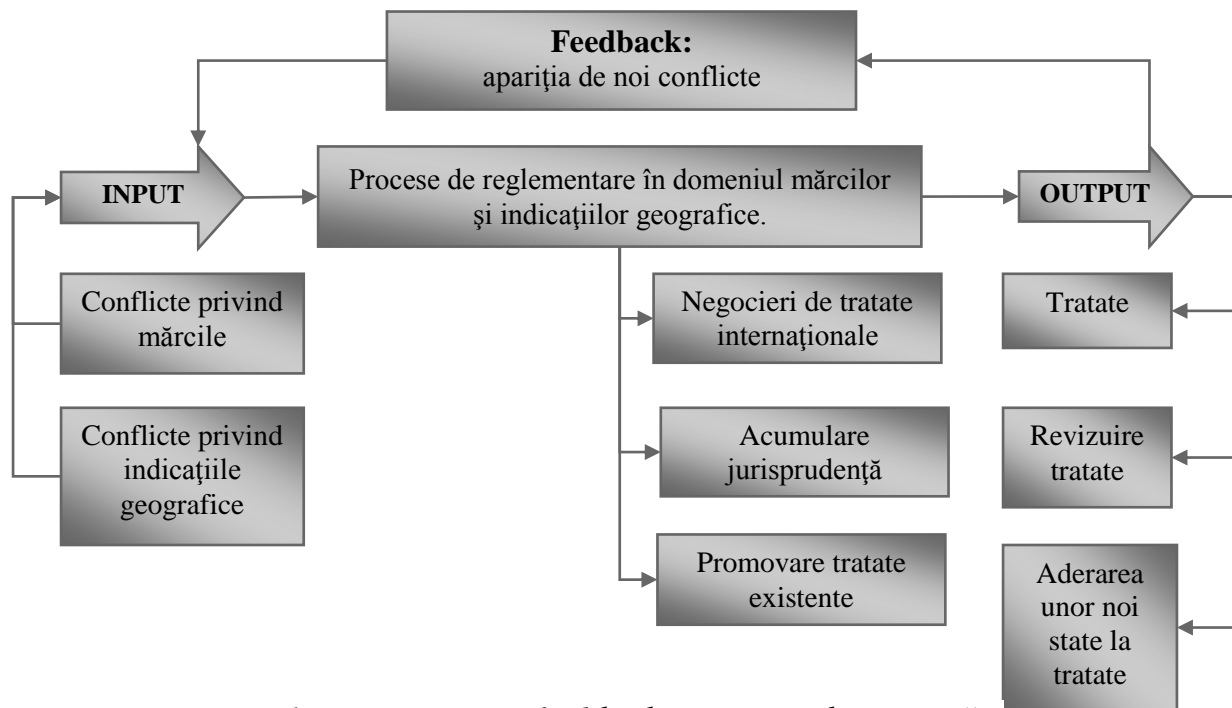 Feedback:
apariţia de noi conflicte
INPUT
Procese de reglementare în domeniul mărcilor
şi indicaţiilor geografice.
OUTPUT
Conflicte privind
mărcile
Conflicte privind
indicaţiile
geografice
Negocieri de tratate
internaţionale
Acumulare
jurisprudenţă
Promovare tratate
existente
Tratate
Revizuire
tratate
Aderarea
unor noi
state la
tratate